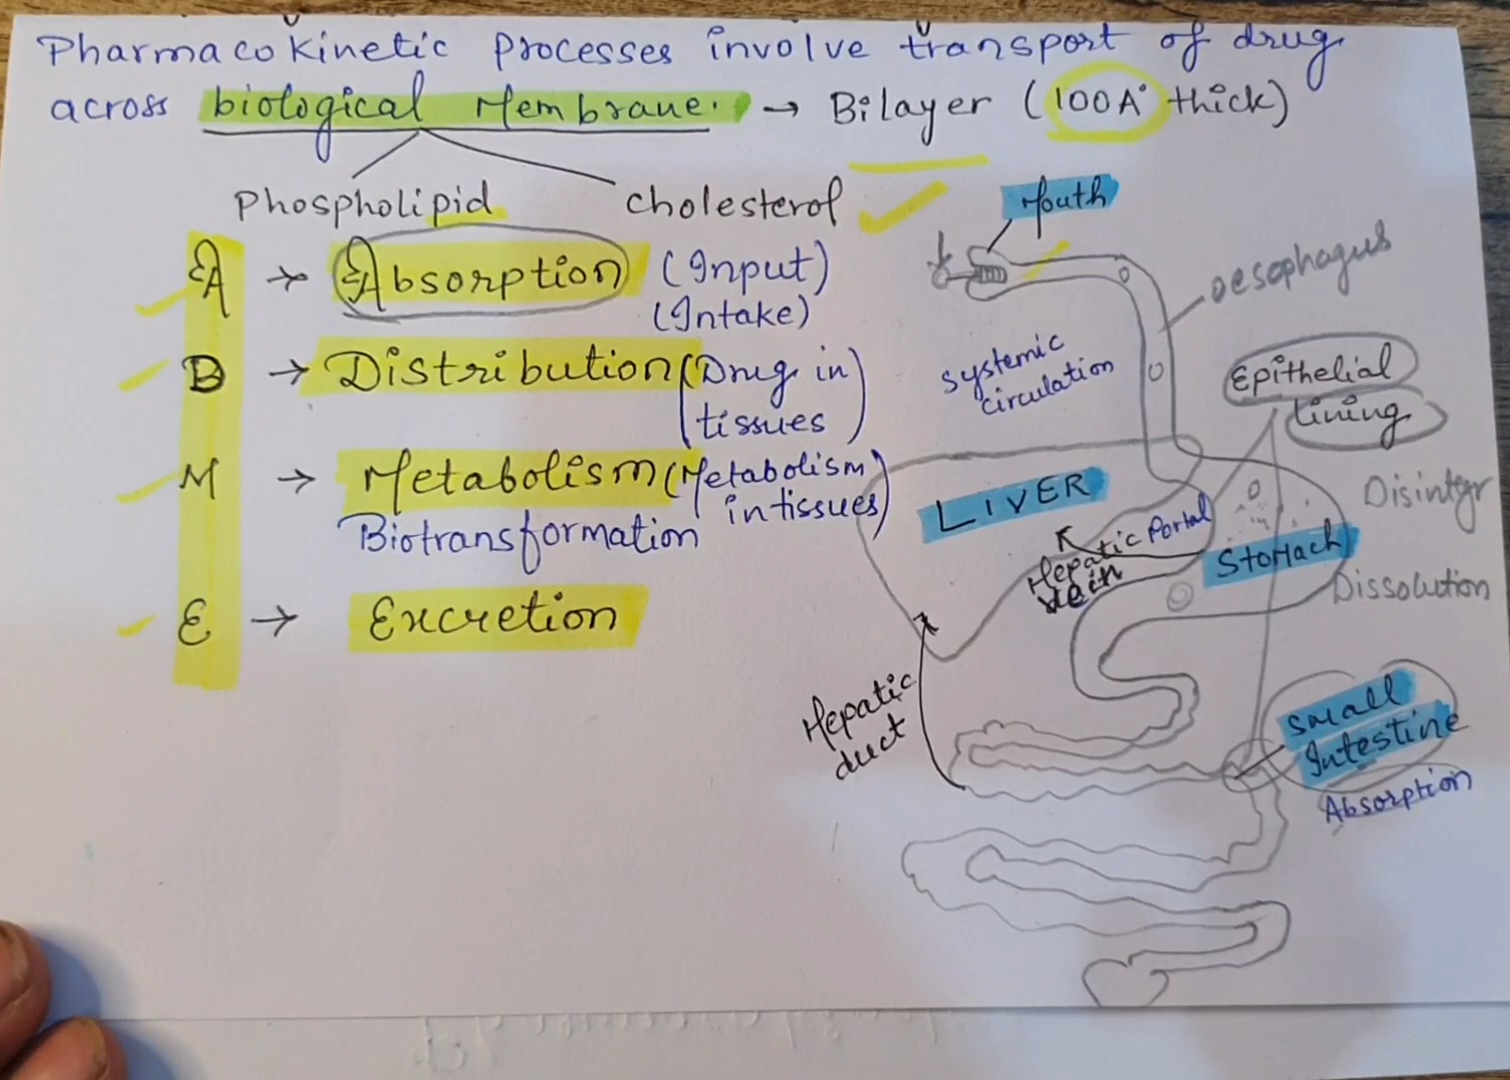 Pharmacokinetic Processes involve transport of drug
across biological Membrane. → Bilayer (100A° thick)
Phospholipid cholesterol
A → Absorption (Input)
(Intake)
D → Distribution (Drug in
tissues)
M → Metabolism (Metabolism
in tissues)
Biotransformation
E → Excretion
Mouth
oesophagus
systemic
circulation
Epithelial
lining
LIVER
Disintgr
Hepatic Portal
vein
Stomach
Dissolution
Hepatic
duct
Small
Intestine
Absorption